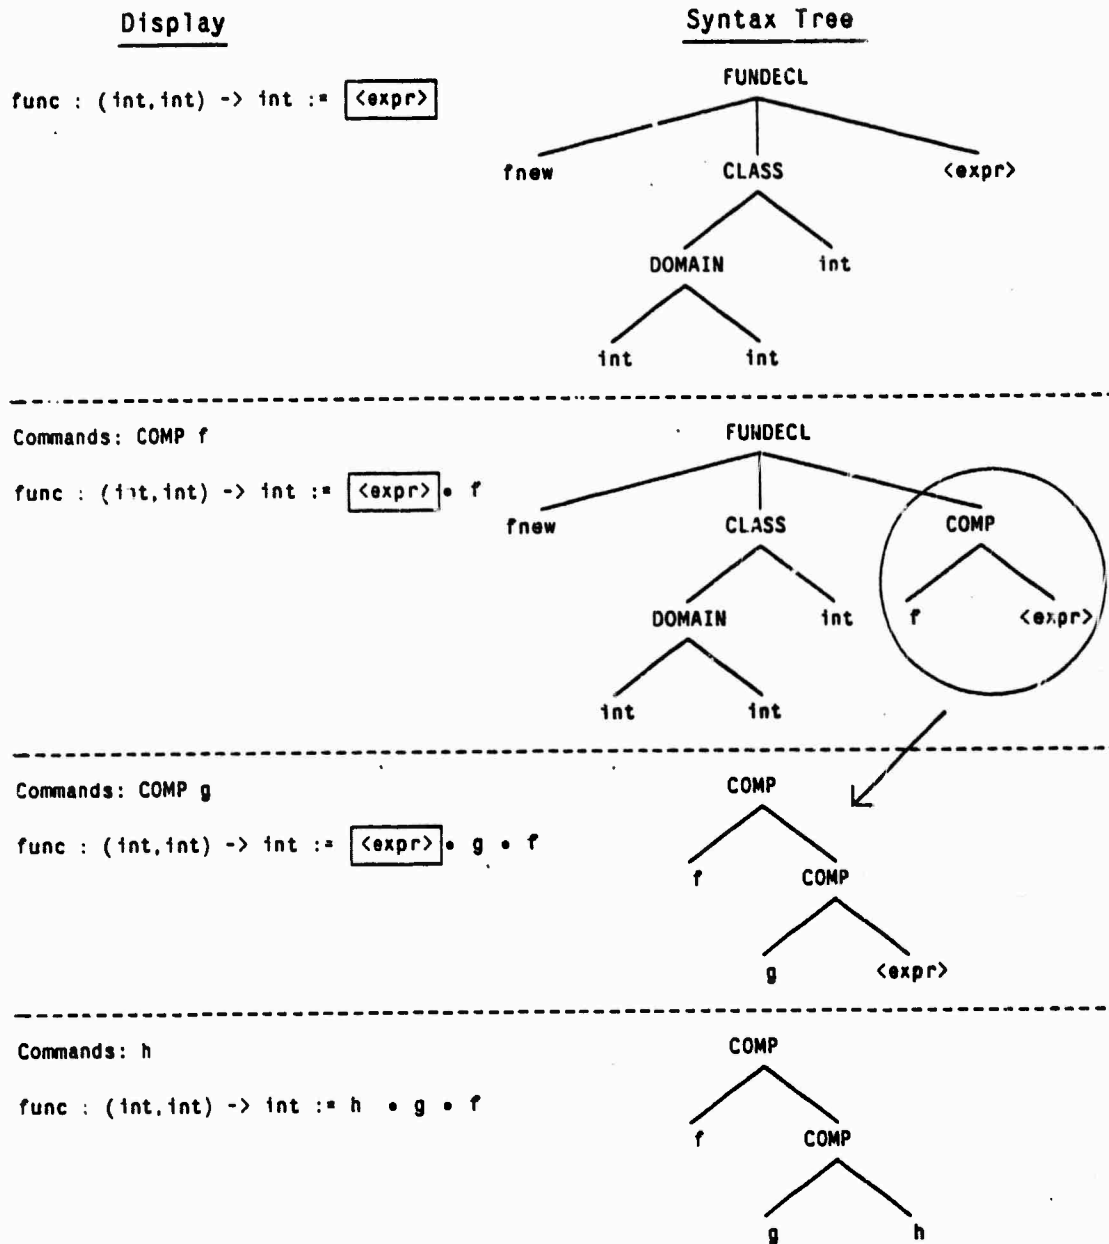 Display Syntax Tree
FUNDECL
func : (int,int) -> int := <expr>
fnew CLASS <expr>
DOMAIN int
int int
Commands: COMP f
FUNDECL
func : (int,int) -> int := <expr> • f
fnew CLASS COMP
DOMAIN int f <expr>
int int
Commands: COMP g
COMP
func : (int,int) -> int := <expr> • g • f
f COMP
g <expr>
Commands: h
COMP
func : (int,int) -> int := h • g • f
f COMP
g h